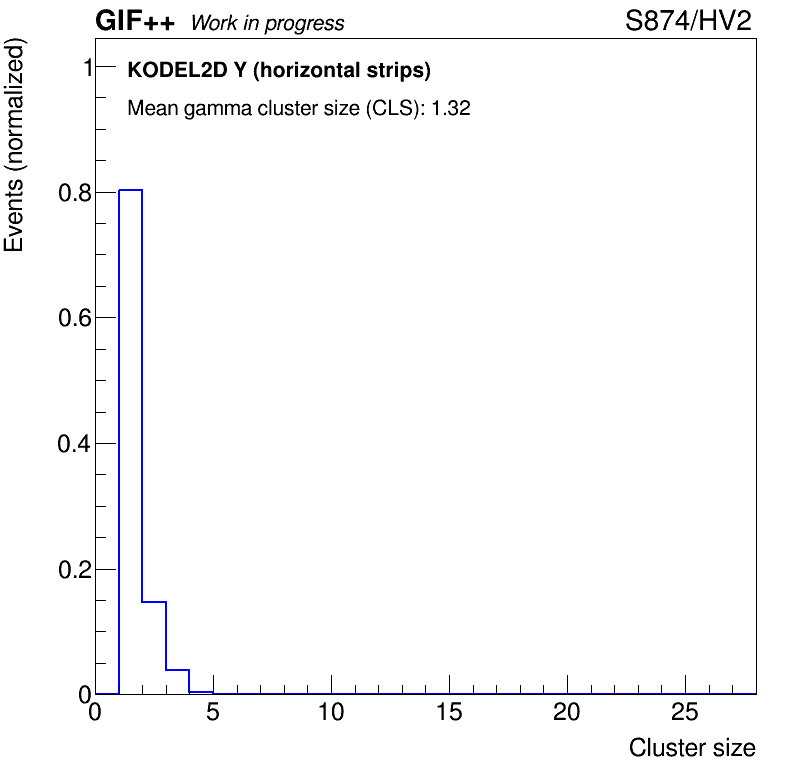 GIF++ Work in progress S874/HV2
KODEL2D Y (horizontal strips)
Mean gamma cluster size (CLS): 1.32
Events (normalized)
1
0.8
0.6
0.4
0.2
0
0 5 10 15 20 25
Cluster size